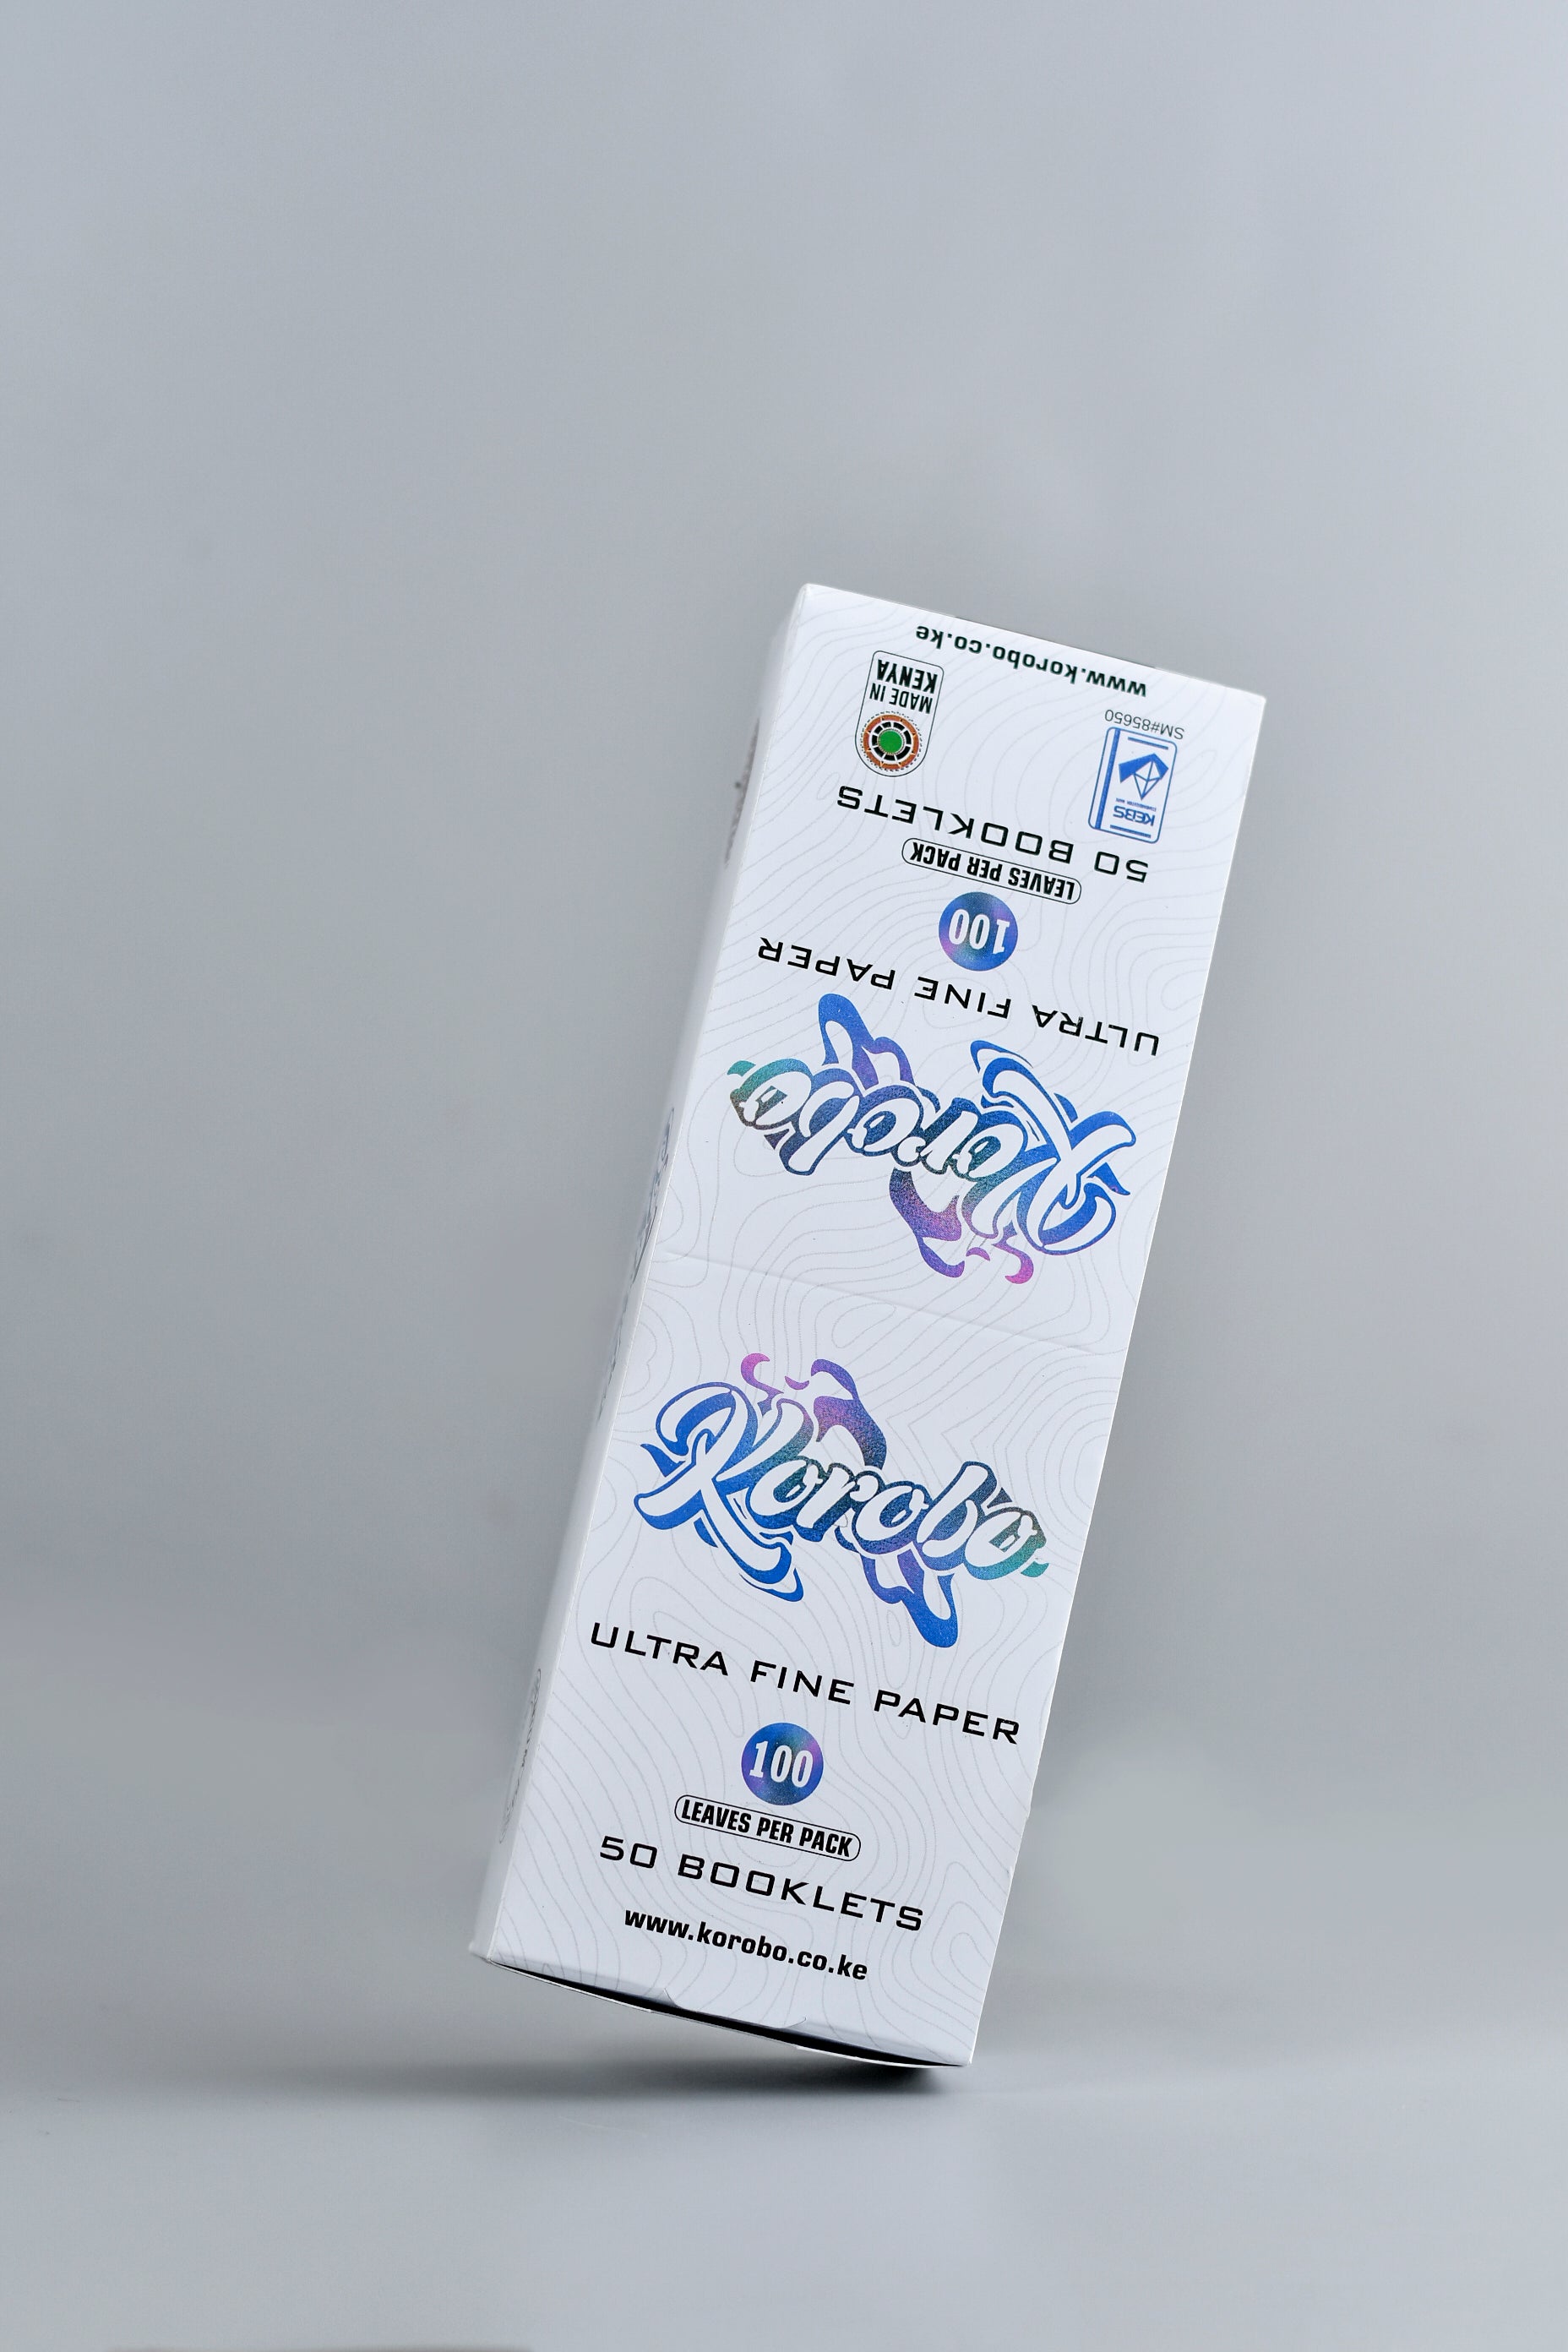 www.korobo.co.ke
MADE IN
KENYA
SM#85650
KEBS
50 BOOKLETS
LEAVES PER PACK
100
ULTRA FINE PAPER
Korobo
Korobo
ULTRA FINE PAPER
100
LEAVES PER PACK
50 BOOKLETS
www.korobo.co.ke